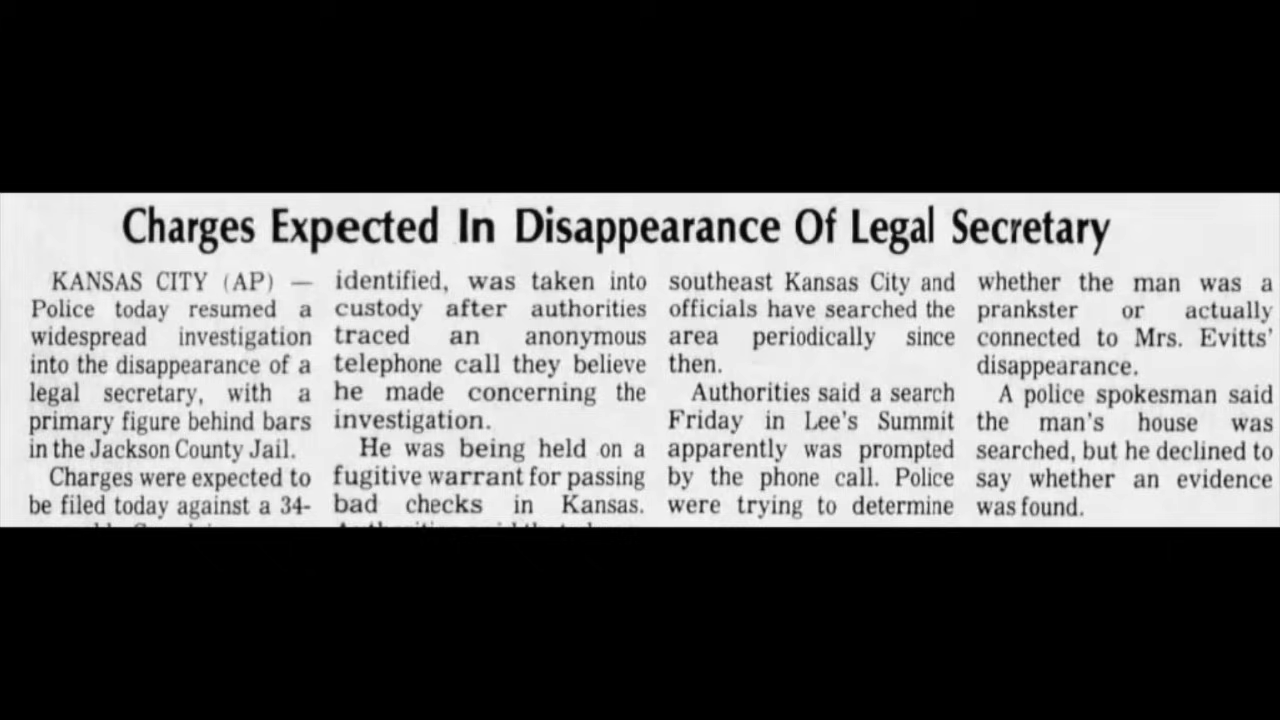 Charges Expected In Disappearance Of Legal Secretary
KANSAS CITY (AP) —
Police today resumed a
widespread investigation
into the disappearance of a
legal secretary, with a
primary figure behind bars
in the Jackson County Jail.
Charges were expected to
be filed today against a 34-
identified, was taken into
custody after authorities
traced an anonymous
telephone call they believe
he made concerning the
investigation.
He was being held on a
fugitive warrant for passing
bad checks in Kansas.
southeast Kansas City and
officials have searched the
area periodically since
then.
Authorities said a search
Friday in Lee's Summit
apparently was prompted
by the phone call. Police
were trying to determine
whether the man was a
prankster or actually
connected to Mrs. Evitts'
disappearance.
A police spokesman said
the man's house was
searched, but he declined to
say whether an evidence
was found.